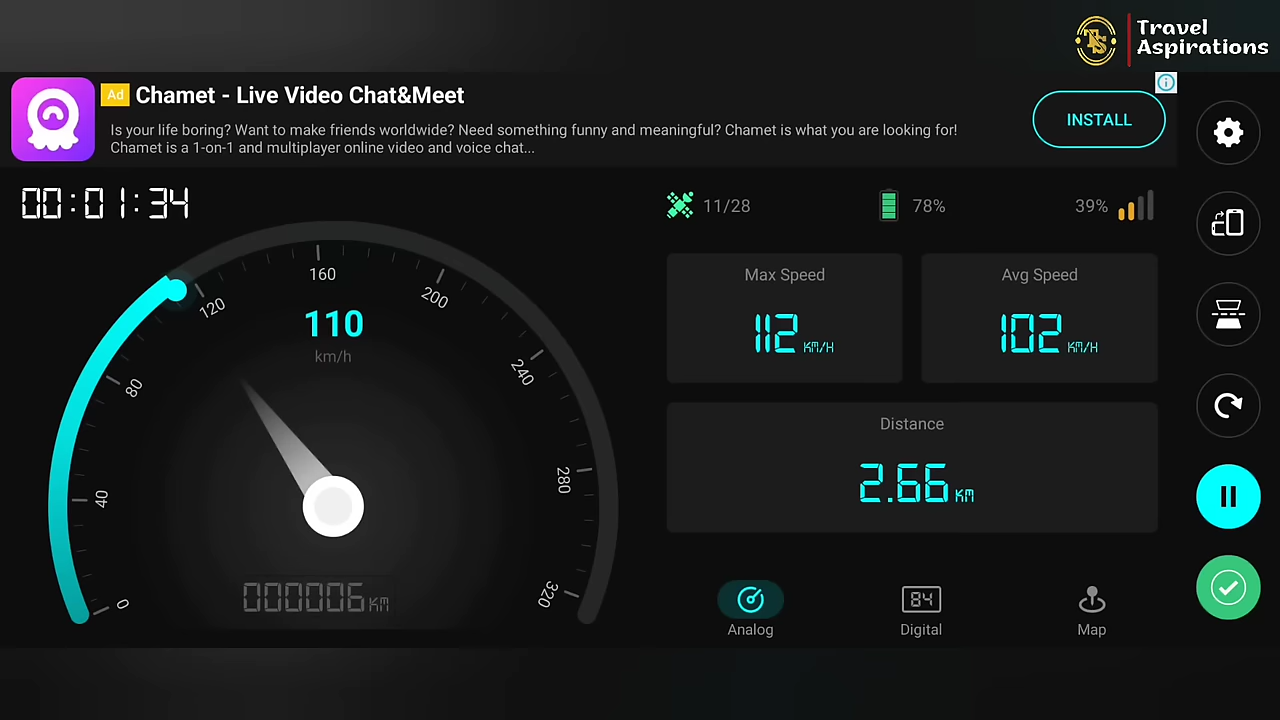 Travel
Aspirations
Ad Chamet - Live Video Chat&Meet
Is your life boring? Want to make friends worldwide? Need something funny and meaningful? Chamet is what you are looking for!
Chamet is a 1-on-1 and multiplayer online video and voice chat...
INSTALL
00:01:34
11/28
78%
39%
0
40
80
120
160
200
240
280
320
110
km/h
000006 KM
Max Speed
112 KM/H
Avg Speed
102 KM/H
Distance
2.66 KM
Analog
84
Digital
Map